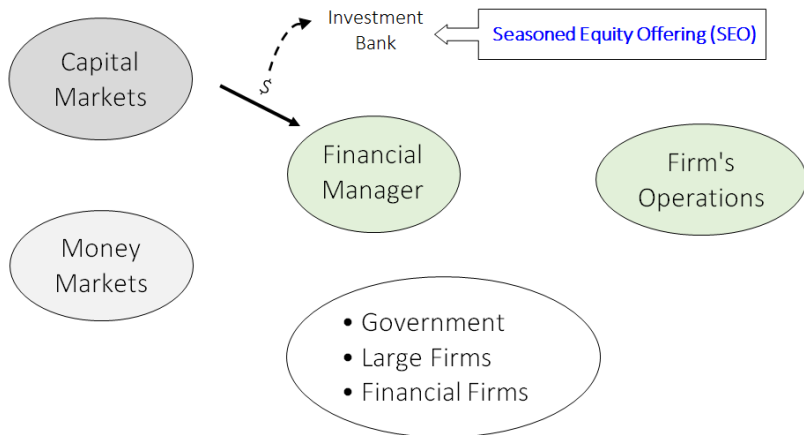 Investment
Bank
Seasoned Equity Offering (SEO)
Capital
Markets
$
Financial
Manager
Firm's
Operations
Money
Markets
• Government
• Large Firms
• Financial Firms